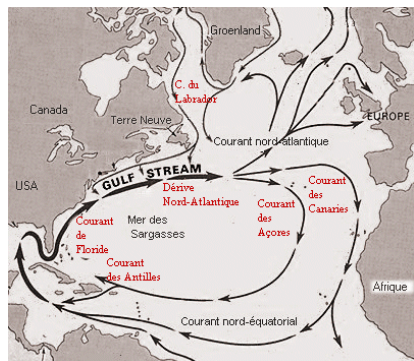 Groenland
C. du
Labrador
Canada
Terre Neuve
EUROPE
Courant nord-atlantique
USA
GULF STREAM
Dérive
Nord-Atlantique
Courant
des
Canaries
Courant
de
Floride
Mer des
Sargasses
Courant
des
Açores
Courant
des Antilles
Afrique
Courant nord-équatorial